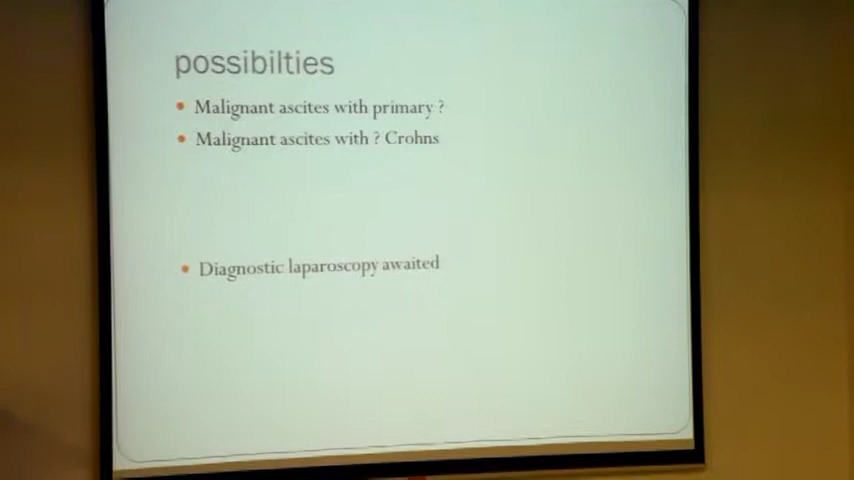 possibilties
• Malignant ascites with primary ?
• Malignant ascites with ? Crohns
• Diagnostic laparoscopy awaited